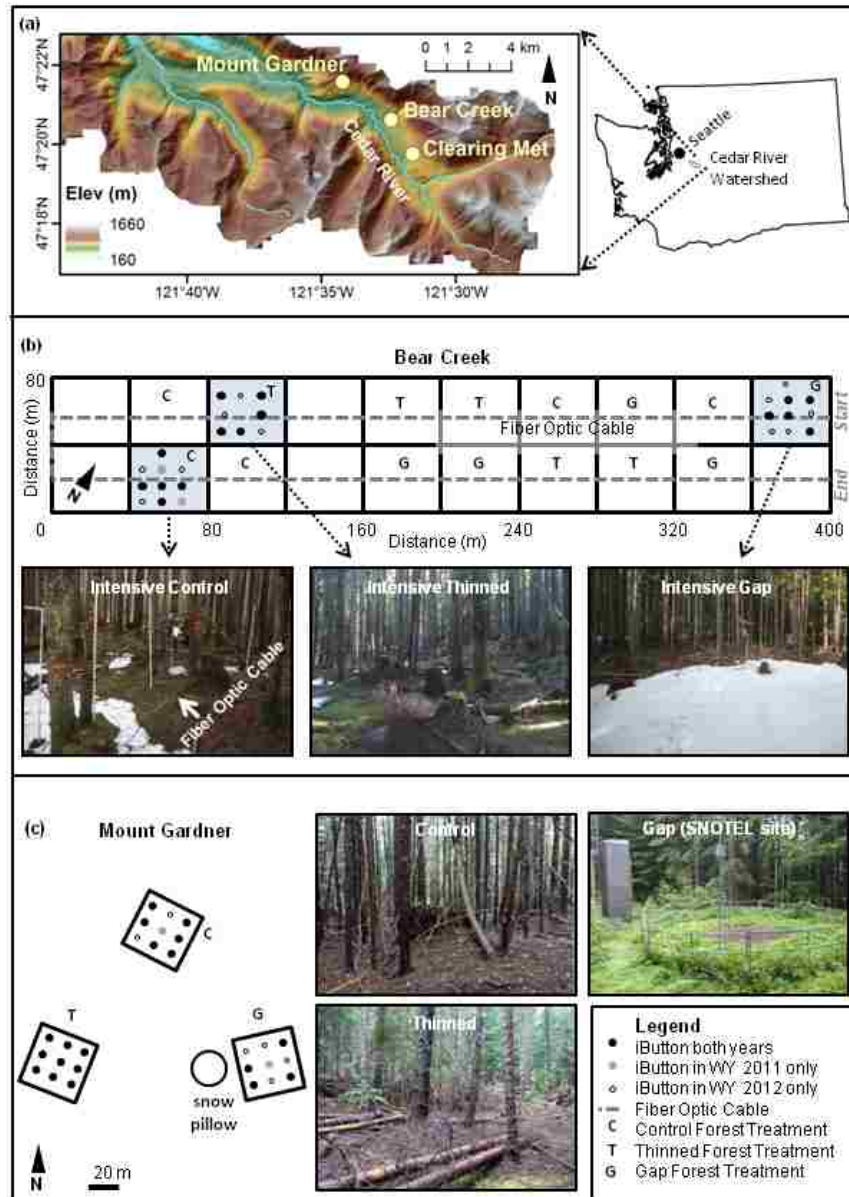 (a)
0 2 4 km
N
47°22'N
47°20'N
47°18'N
Mount Gardner
Bear Creek
Clearing Met
Cedar River
Elev (m)
1660
160
121°40'W
121°35'W
121°30'W
Seattle
Cedar River
Watershed
(b)
Bear Creek
80
Distance (m)
C T T T C G C G
Fiber Optic Cable
C C G G T T G
Start
End
N
0 80 160 240 320 400
Distance (m)
Intensive Control
Fiber Optic Cable
Intensive Thinned
Intensive Gap
(c)
Mount Gardner
C
T
G
snow
pillow
N
20 m
Control
Gap (SNOTEL site)
Thinned
Legend
iButton both years
iButton in WY 2011 only
iButton in WY 2012 only
Fiber Optic Cable
C Control Forest Treatment
T Thinned Forest Treatment
G Gap Forest Treatment